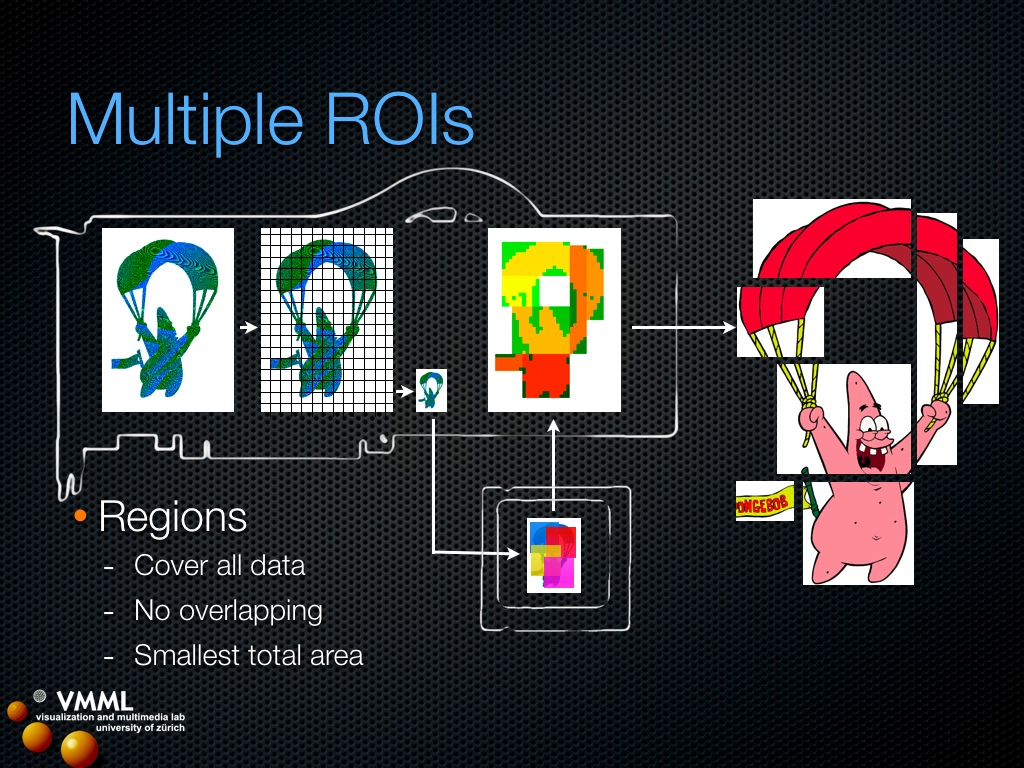 Multiple ROIs
ONGEBOB
• Regions
- Cover all data
- No overlapping
- Smallest total area
VMML
visualization and multimedia lab
university of zürich